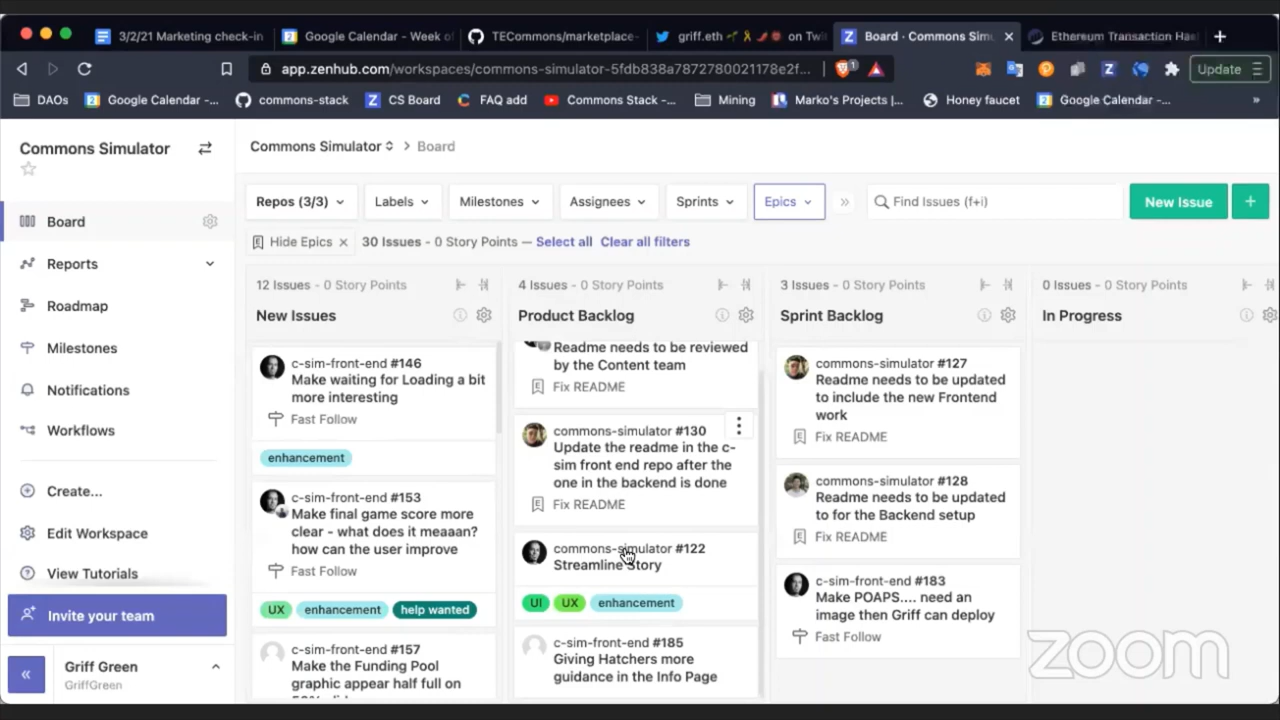 3/2/21 Marketing check-in
Google Calendar - Week of
TECommons/marketplace-
griff.eth on Twi
Board · Commons Simu
Ethereum Transaction Has
app.zenhub.com/workspaces/commons-simulator-5fdb838a7872780021178e2f...
1
Update
DAOs
Google Calendar -...
commons-stack
CS Board
FAQ add
Commons Stack -...
Mining
Marko's Projects |...
Honey faucet
Google Calendar -...
»
Commons Simulator
Board
Reports
Roadmap
Milestones
Notifications
Workflows
Create...
Edit Workspace
View Tutorials
Invite your team
«
Griff Green
GriffGreen
Commons Simulator > Board
Repos (3/3)
Labels
Milestones
Assignees
Sprints
Epics
»
Find Issues (f+i)
New Issue
+
Hide Epics ×
30 Issues - 0 Story Points — Select all Clear all filters
12 Issues - 0 Story Points
New Issues
c-sim-front-end #146
Make waiting for Loading a bit
more interesting
Fast Follow
enhancement
c-sim-front-end #153
Make final game score more
clear - what does it meaaan?
how can the user improve
Fast Follow
UX
enhancement
help wanted
c-sim-front-end #157
Make the Funding Pool
graphic appear half full on
4 Issues - 0 Story Points
Product Backlog
Readme needs to be reviewed
by the Content team
Fix README
commons-simulator #130
Update the readme in the c-
sim front end repo after the
one in the backend is done
Fix README
commons-simulator #122
Streamline Story
UI
UX
enhancement
c-sim-front-end #185
Giving Hatchers more
guidance in the Info Page
3 Issues - 0 Story Points
Sprint Backlog
commons-simulator #127
Readme needs to be updated
to include the new Frontend
work
Fix README
commons-simulator #128
Readme needs to be updated
to for the Backend setup
Fix README
c-sim-front-end #183
Make POAPS.... need an
image then Griff can deploy
Fast Follow
0 Issues - 0 Story Points
In Progress
zoom